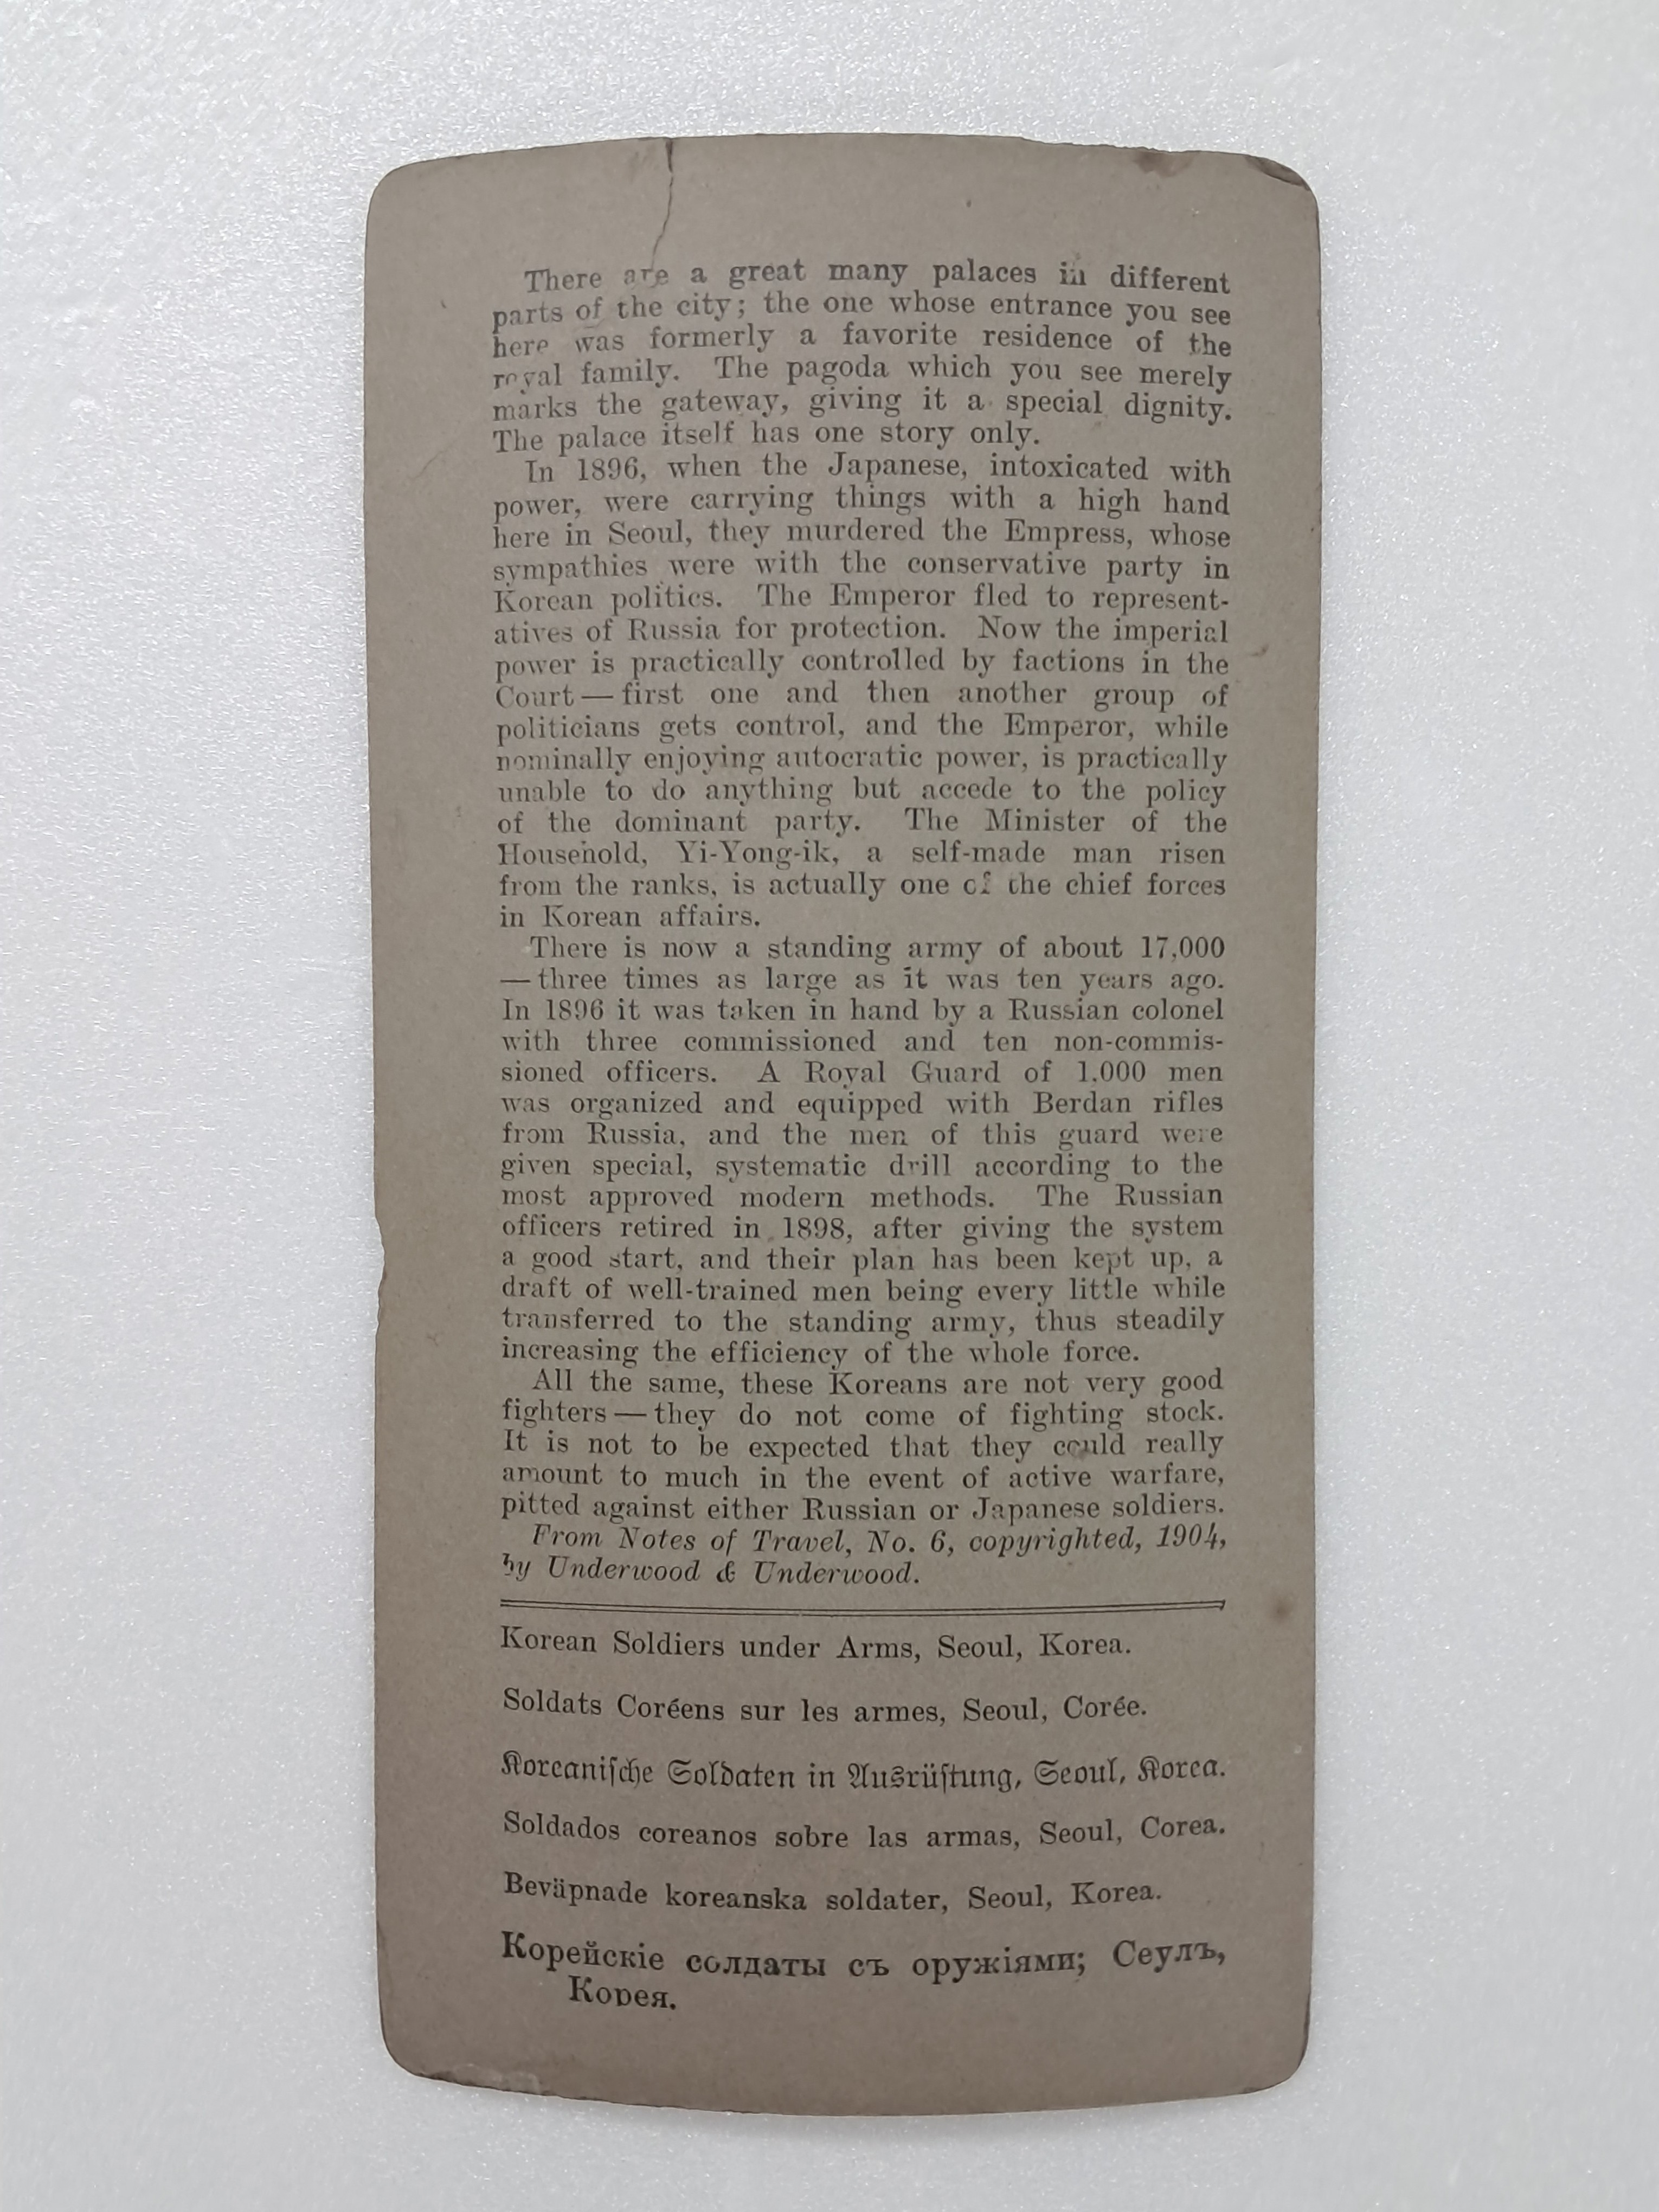 There are a great many palaces in different
parts of the city; the one whose entrance you see
here was formerly a favorite residence of the
royal family. The pagoda which you see merely
marks the gateway, giving it a special dignity.
The palace itself has one story only.
In 1896, when the Japanese, intoxicated with
power, were carrying things with a high hand
here in Seoul, they murdered the Empress, whose
sympathies were with the conservative party in
Korean politics. The Emperor fled to represent-
atives of Russia for protection. Now the imperial
power is practically controlled by factions in the
Court — first one and then another group of
politicians gets control, and the Emperor, while
nominally enjoying autocratic power, is practically
unable to do anything but accede to the policy
of the dominant party. The Minister of the
Household, Yi-Yong-ik, a self-made man risen
from the ranks, is actually one of the chief forces
in Korean affairs.
There is now a standing army of about 17,000
— three times as large as it was ten years ago.
In 1896 it was taken in hand by a Russian colonel
with three commissioned and ten non-commis-
sioned officers. A Royal Guard of 1,000 men
was organized and equipped with Berdan rifles
from Russia, and the men of this guard were
given special, systematic drill according to the
most approved modern methods. The Russian
officers retired in 1898, after giving the system
a good start, and their plan has been kept up, a
draft of well-trained men being every little while
transferred to the standing army, thus steadily
increasing the efficiency of the whole force.
All the same, these Koreans are not very good
fighters — they do not come of fighting stock.
It is not to be expected that they could really
amount to much in the event of active warfare,
pitted against either Russian or Japanese soldiers.
From Notes of Travel, No. 6, copyrighted, 1904,
by Underwood & Underwood.
Korean Soldiers under Arms, Seoul, Korea.
Soldats Coréens sur les armes, Seoul, Corée.
Koreaniſche Soldaten in Ausrüſtung, Seoul, Korea.
Soldados coreanos sobre las armas, Seoul, Corea.
Beväpnade koreanska soldater, Seoul, Korea.
Корейскіе солдаты съ оружіями; Сеулъ,
Корея.